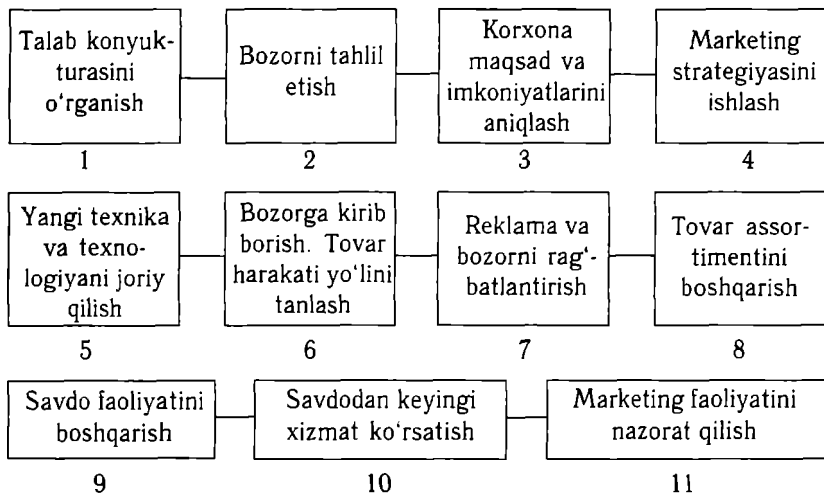 Talab konyuk-
turasini
o‘rganish
Bozorni tahlil
etish
Korxona
maqsad va
imkoniyatlarini
aniqlash
Marketing
strategiyasini
ishlash
1
2
3
4
Yangi texnika
va texno-
logiyani joriy
qilish
Bozorga kirib
borish. Tovar
harakati yo‘lini
tanlash
Reklama va
bozorni rag‘-
batlantirish
Tovar assor-
timentini
boshqarish
5
6
7
8
Savdo faoliyatini
boshqarish
Savdodan keyingi
xizmat ko‘rsatish
Marketing faoliyatini
nazorat qilish
9
10
11